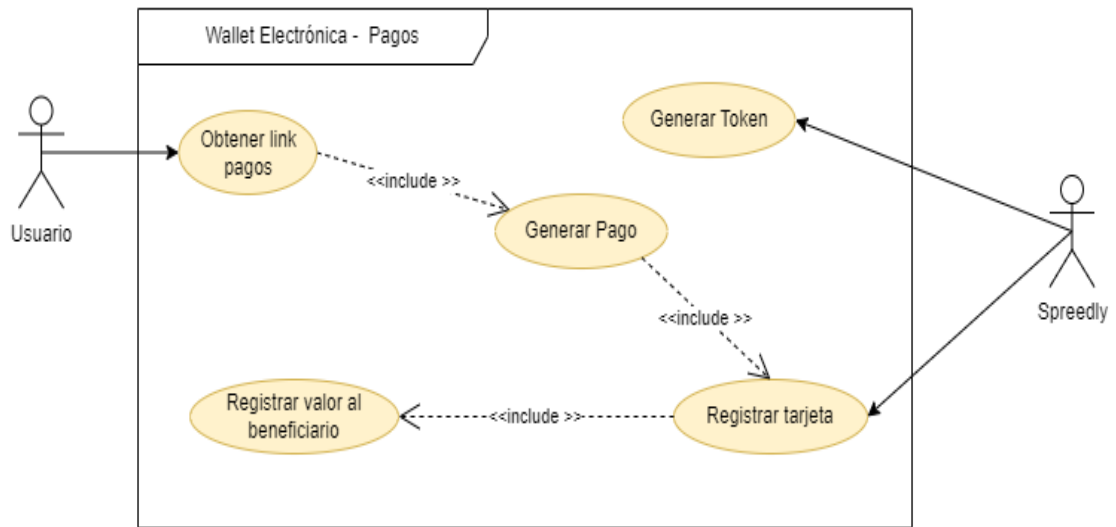 Wallet Electrónica - Pagos
Generar Token
Obtener link
pagos
<<include >>
Usuario
Generar Pago
Spreedly
<<include >>
Registrar valor al
beneficiario
<<include >>
Registrar tarjeta